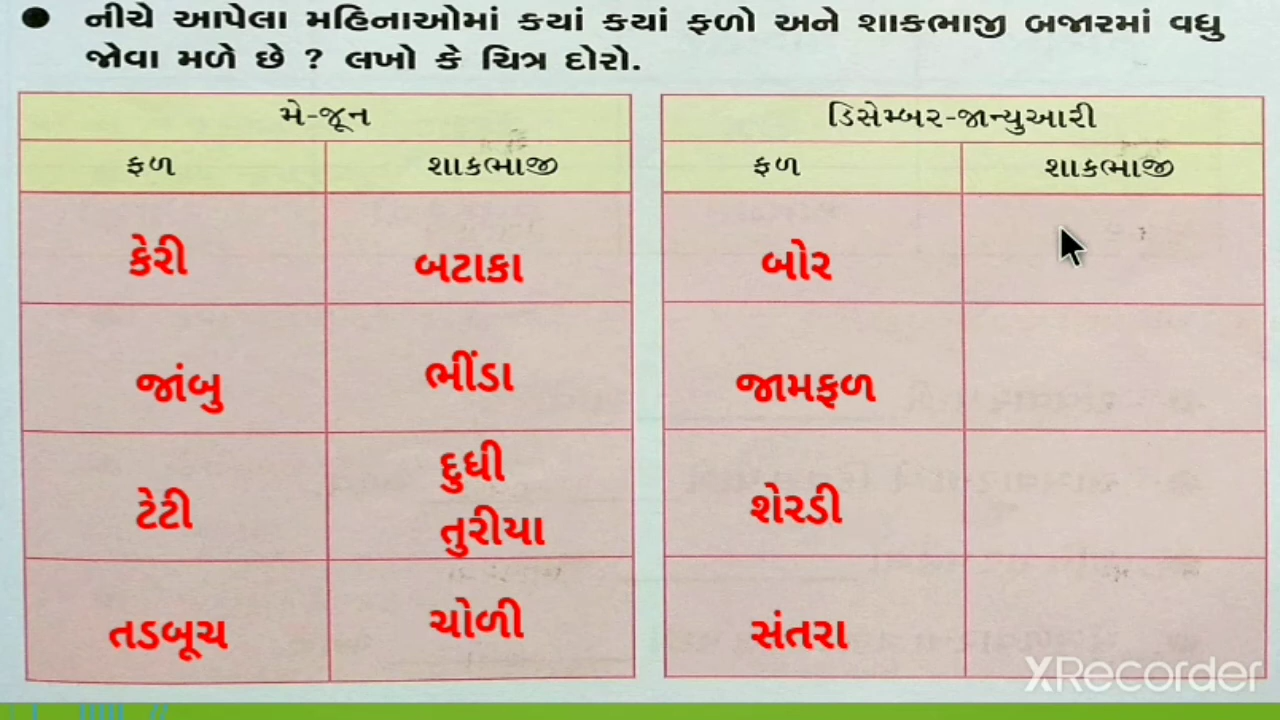 ● નીચે આપેલા મહિનાઓમાં કયાં કયાં ફળો અને શાકભાજી બજારમાં વધુ
જોવા મળે છે ? લખો કે ચિત્ર દોરો.
મે-જૂન
ફળ શાકભાજી
કેરી બટાકા
જાંબુ ભીંડા
ટેટી દુધી તુરીયા
તડબૂચ ચોળી
ડિસેમ્બર-જાન્યુઆરી
ફળ શાકભાજી
બોર
જામફળ
શેરડી
સંતરા
XRecorder